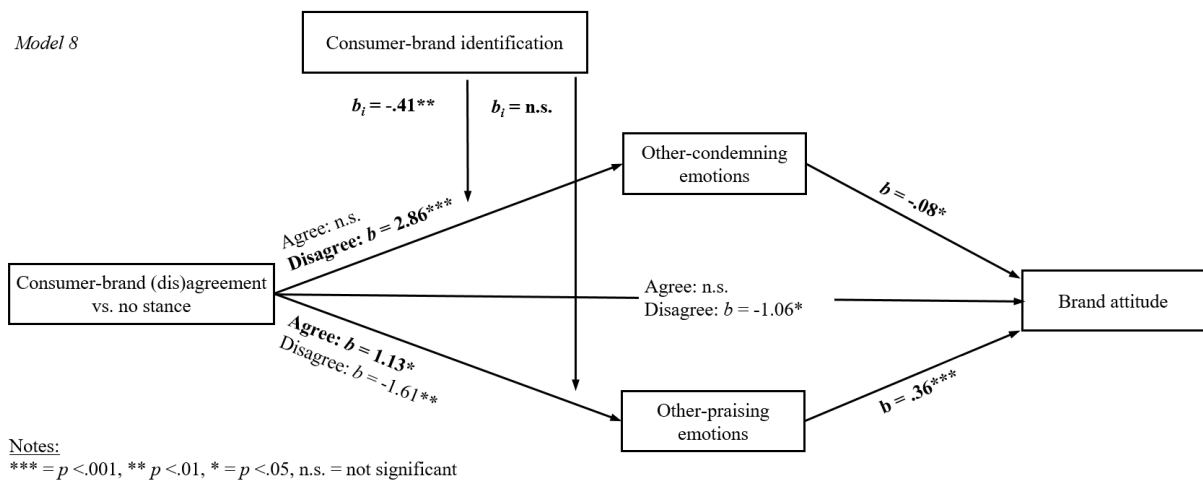 Model 8
Consumer-brand identification
b_i = -.41**
b_i = n.s.
Other-condemning
emotions
b = -.08*
Agree: n.s.
Disagree: b = 2.86***
Consumer-brand (dis)agreement
vs. no stance
Agree: n.s.
Disagree: b = -1.06*
Brand attitude
Agree: b = 1.13*
Disagree: b = -1.61**
Other-praising
emotions
b = .36***
Notes:
*** = p <.001, ** p <.01, * = p <.05, n.s. = not significant